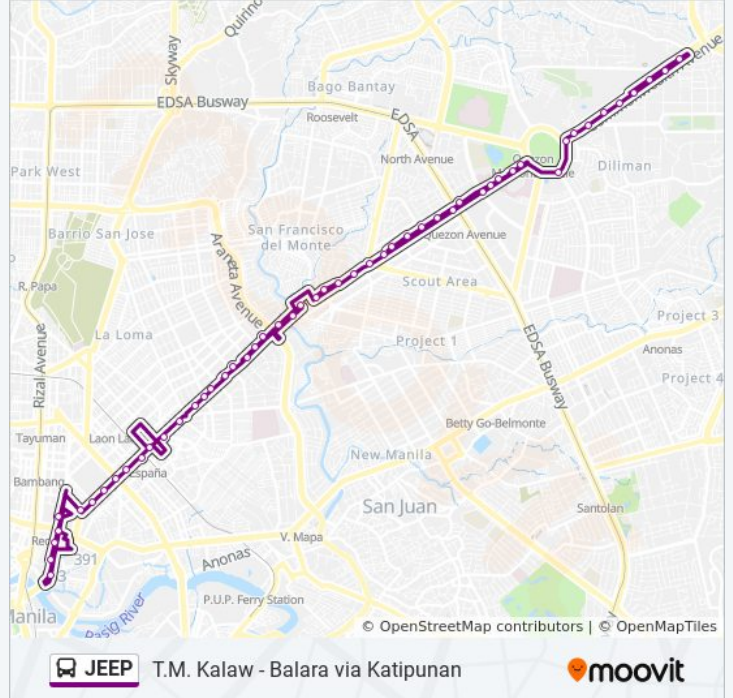 Quirino
Skyway
EDSA Busway
Bago Bantay
Roosevelt
EDSA
Avenue
North Avenue
Quezon
Diliman
Park West
Barrio San Jose
San Francisco
del Monte
Quezon Avenue
Araneta Avenue
Scout Area
R. Papa
La Loma
Project 1
Project 3
Anonas
Project 4
EDSA Busway
Rizal Avenue
Tayuman
Laon La
Betty Go-Belmonte
New Manila
España
Bambang
San Juan
Santolan
V. Mapa
391
Anonas
P.U.P. Ferry Station
Pasig River
© OpenStreetMap contributors | © OpenMapTiles
JEEP
T.M. Kalaw - Balara via Katipunan
moovit